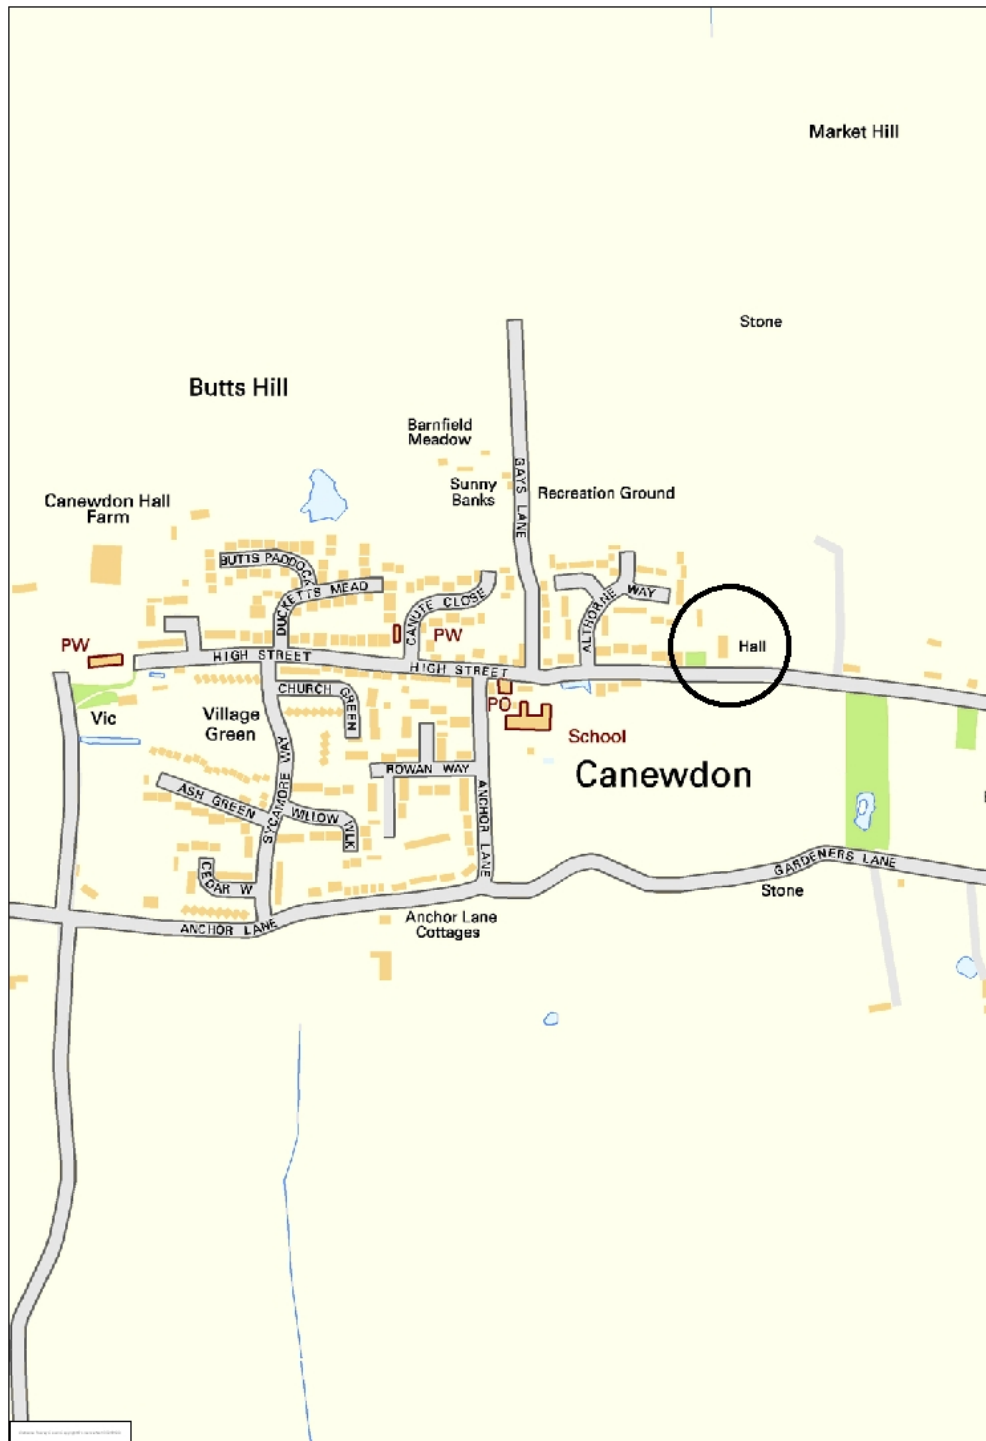 Market Hill
Stone
Butts Hill
Barnfield
Meadow
Sunny
Banks
GAYS LANE
Recreation Ground
Canewdon Hall
Farm
BUTTS PADDOCK
DUCKETTS MEAD
CANUTE CLOSE
ALTHORNE WAY
PW
PW
HIGH STREET
HIGH STREET
Hall
CHURCH GREEN
PO
School
Vic
Village
Green
SYCAMORE WAY
ROWAN WAY
Canewdon
ASH GREEN
WILLOW WLK
ANCHOR LANE
CEDAR W
GARDENERS LANE
Stone
ANCHOR LANE
Anchor Lane
Cottages